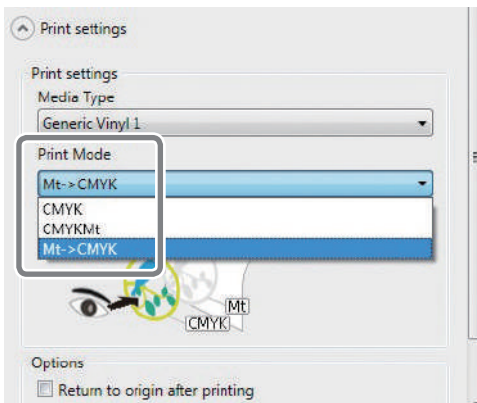 Print settings
Print settings
Media Type
Generic Vinyl 1
Print Mode
Mt->CMYK
CMYK
CMYKMt
Mt->CMYK
Mt
CMYK
Options
Return to origin after printing